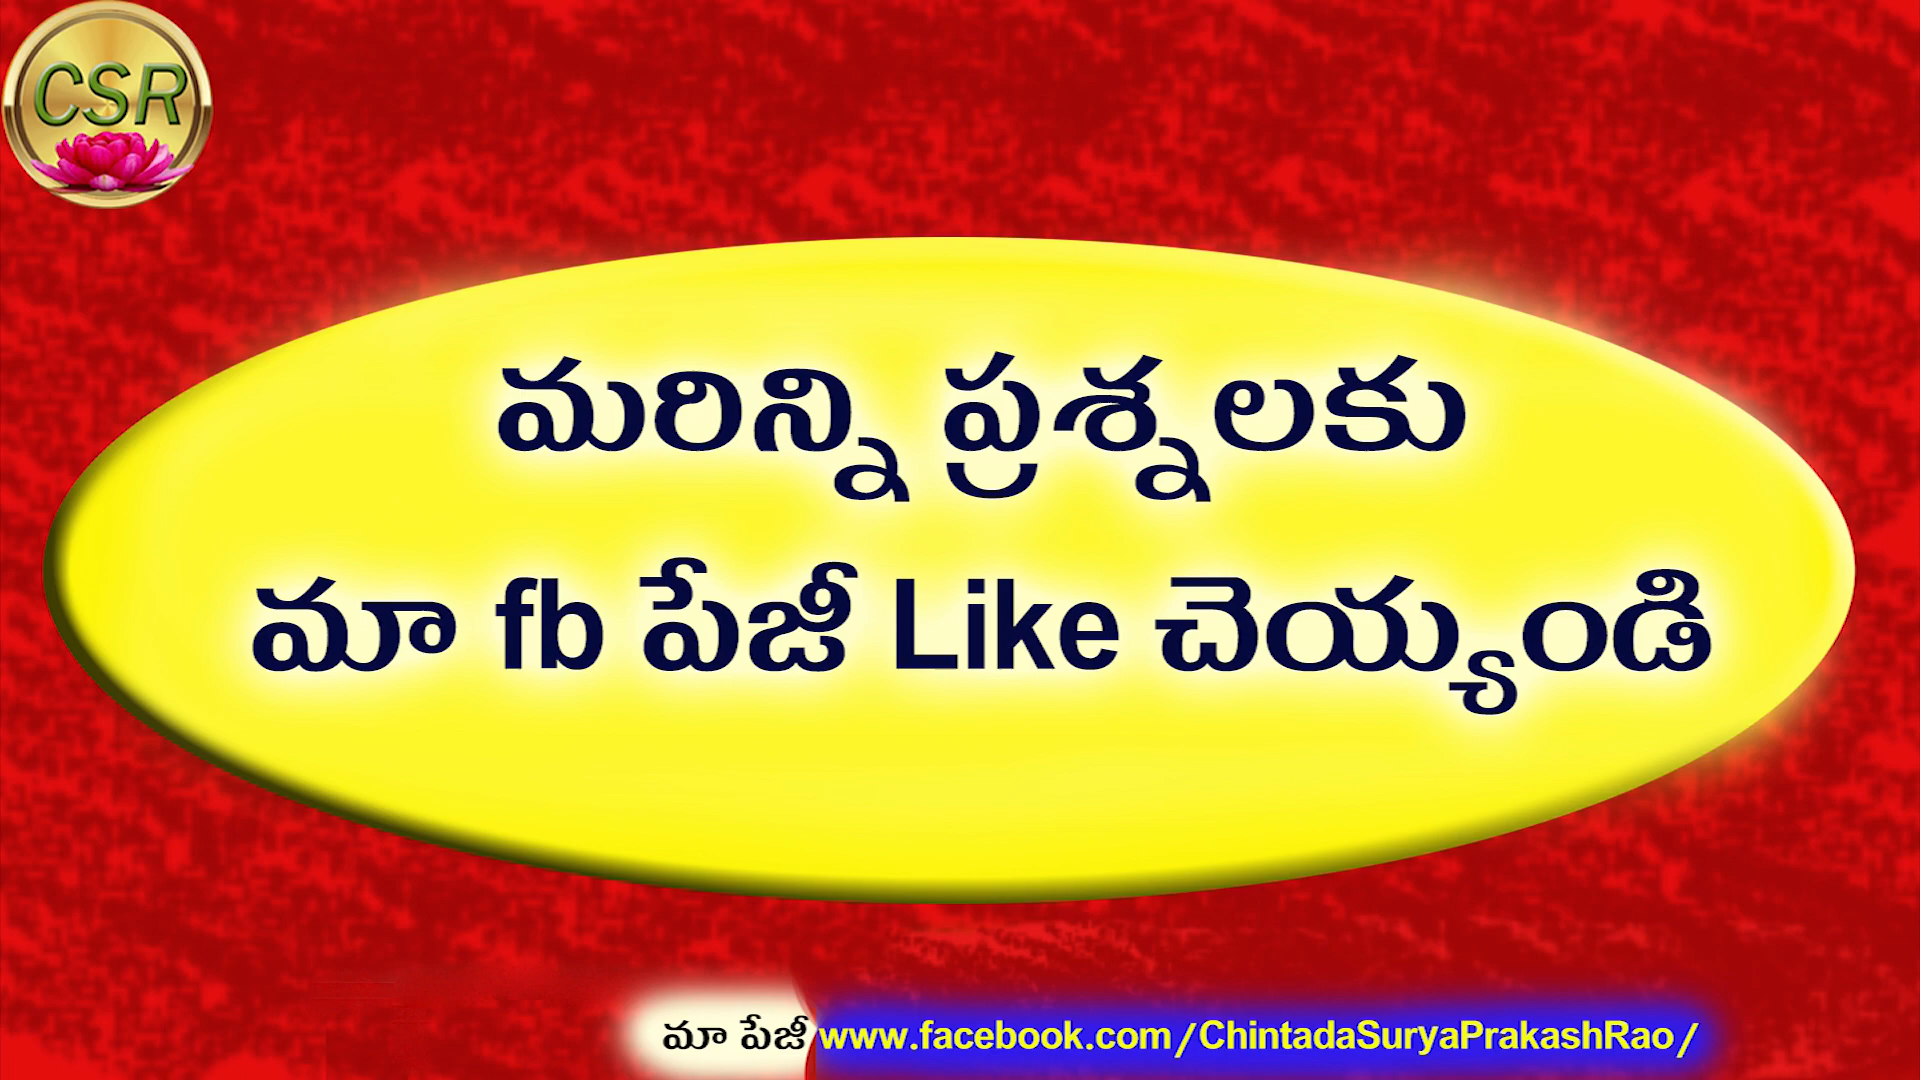 CSR
మరిన్ని ప్రశ్నలకు
మా fb పేజీ Like చెయ్యండి
మా పేజీ www.facebook.com/ChintadaSuryaPrakashRao/